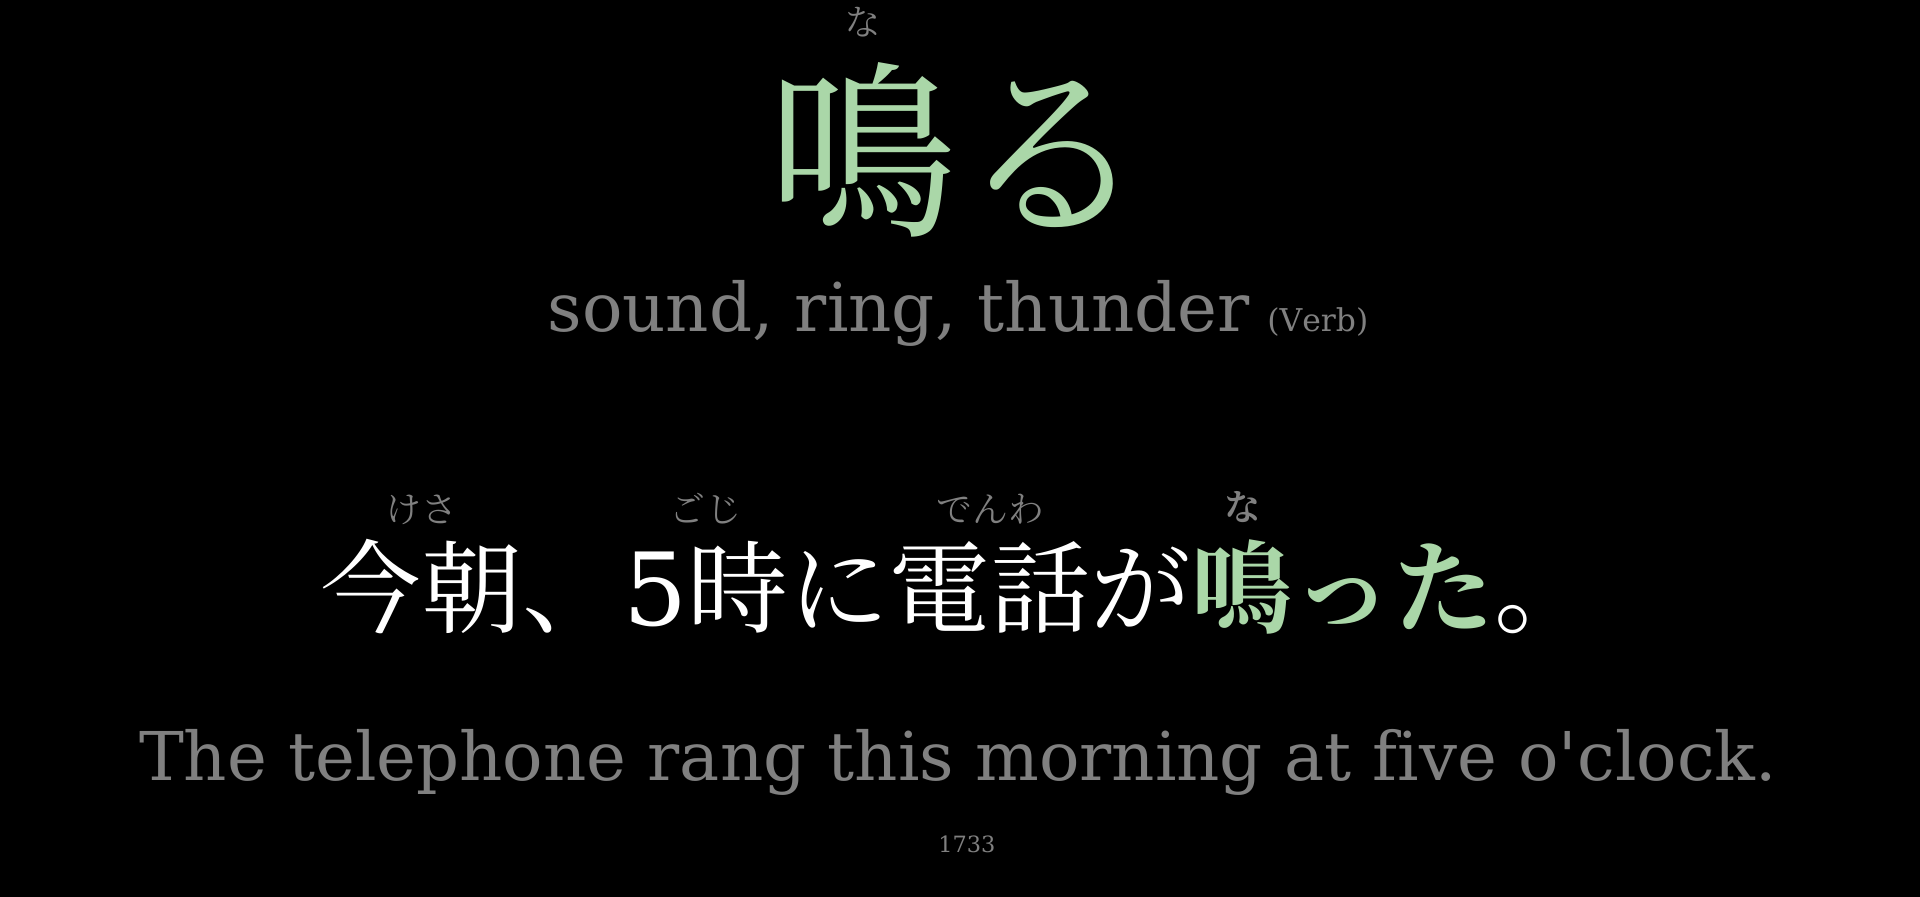 な
鳴る
sound, ring, thunder (Verb)
けさ ごじ でんわ な
今朝、5時に電話が鳴った。
The telephone rang this morning at five o'clock.
1733